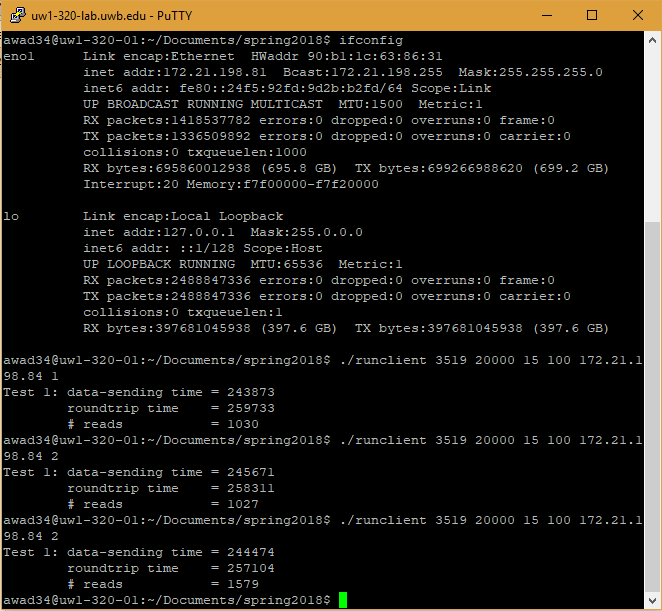 uw1-320-lab.uwb.edu - PuTTY
awad34@uw1-320-01:~/Documents/spring2018$ ifconfig
eno1      Link encap:Ethernet  HWaddr 90:b1:1c:63:86:31
          inet addr:172.21.198.81  Bcast:172.21.198.255  Mask:255.255.255.0
          inet6 addr: fe80::24f5:92fd:9d2b:b2fd/64 Scope:Link
          UP BROADCAST RUNNING MULTICAST  MTU:1500  Metric:1
          RX packets:1418537782 errors:0 dropped:0 overruns:0 frame:0
          TX packets:1336509892 errors:0 dropped:0 overruns:0 carrier:0
          collisions:0 txqueuelen:1000
          RX bytes:695860012938 (695.8 GB)  TX bytes:699266988620 (699.2 GB)
          Interrupt:20 Memory:f7f00000-f7f20000

lo        Link encap:Local Loopback
          inet addr:127.0.0.1  Mask:255.0.0.0
          inet6 addr: ::1/128 Scope:Host
          UP LOOPBACK RUNNING  MTU:65536  Metric:1
          RX packets:2488847336 errors:0 dropped:0 overruns:0 frame:0
          TX packets:2488847336 errors:0 dropped:0 overruns:0 carrier:0
          collisions:0 txqueuelen:1
          RX bytes:397681045938 (397.6 GB)  TX bytes:397681045938 (397.6 GB)

awad34@uw1-320-01:~/Documents/spring2018$ ./runclient 3519 20000 15 100 172.21.1
98.84 1
Test 1: data-sending time = 243873
        roundtrip time    = 259733
        # reads           = 1030
awad34@uw1-320-01:~/Documents/spring2018$ ./runclient 3519 20000 15 100 172.21.1
98.84 2
Test 1: data-sending time = 245671
        roundtrip time    = 258311
        # reads           = 1027
awad34@uw1-320-01:~/Documents/spring2018$ ./runclient 3519 20000 15 100 172.21.1
98.84 2
Test 1: data-sending time = 244474
        roundtrip time    = 257104
        # reads           = 1579
awad34@uw1-320-01:~/Documents/spring2018$